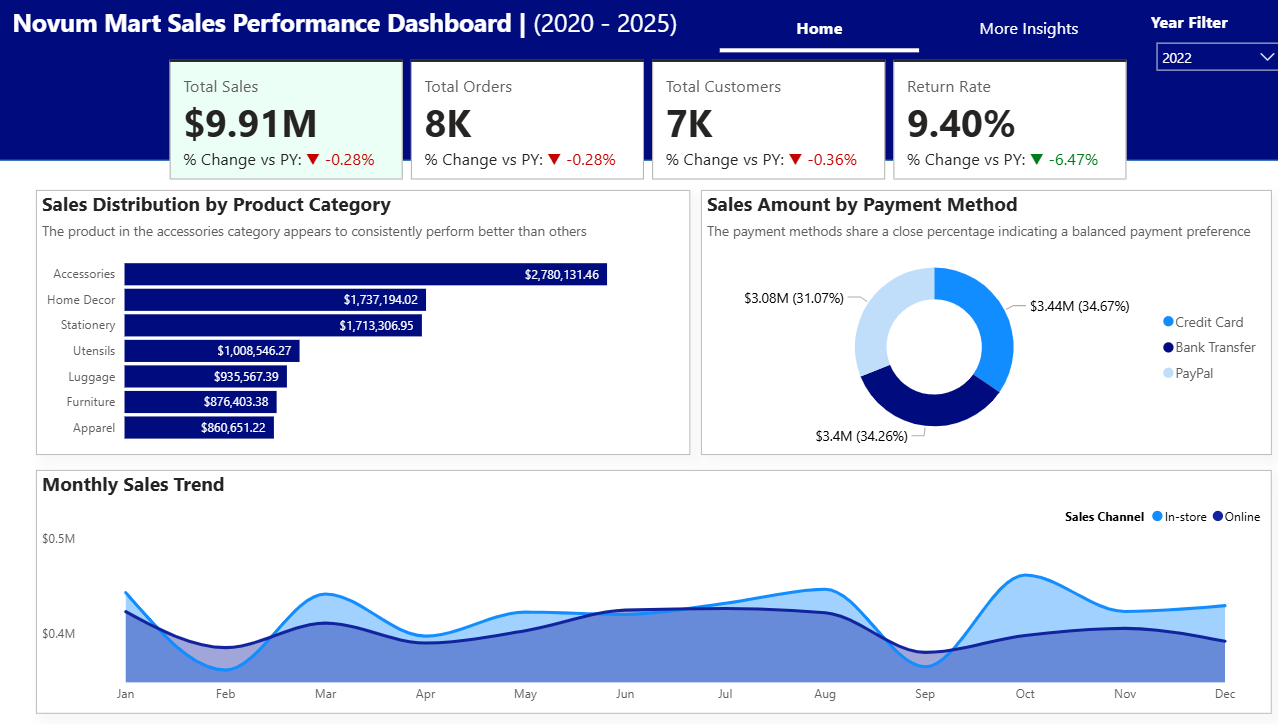 Novum Mart Sales Performance Dashboard | (2020 - 2025)
Home
More Insights
Year Filter
2022
Total Sales
$9.91M
% Change vs PY: ▼ -0.28%
Total Orders
8K
% Change vs PY: ▼ -0.28%
Total Customers
7K
% Change vs PY: ▼ -0.36%
Return Rate
9.40%
% Change vs PY: ▼ -6.47%
Sales Distribution by Product Category
The product in the accessories category appears to consistently perform better than others
Accessories $2,780,131.46
Home Decor $1,737,194.02
Stationery $1,713,306.95
Utensils $1,008,546.27
Luggage $935,567.39
Furniture $876,403.38
Apparel $860,651.22
Sales Amount by Payment Method
The payment methods share a close percentage indicating a balanced payment preference
$3.08M (31.07%)
$3.44M (34.67%)
$3.4M (34.26%)
Credit Card
Bank Transfer
PayPal
Monthly Sales Trend
Sales Channel In-store Online
$0.5M
$0.4M
Jan Feb Mar Apr May Jun Jul Aug Sep Oct Nov Dec